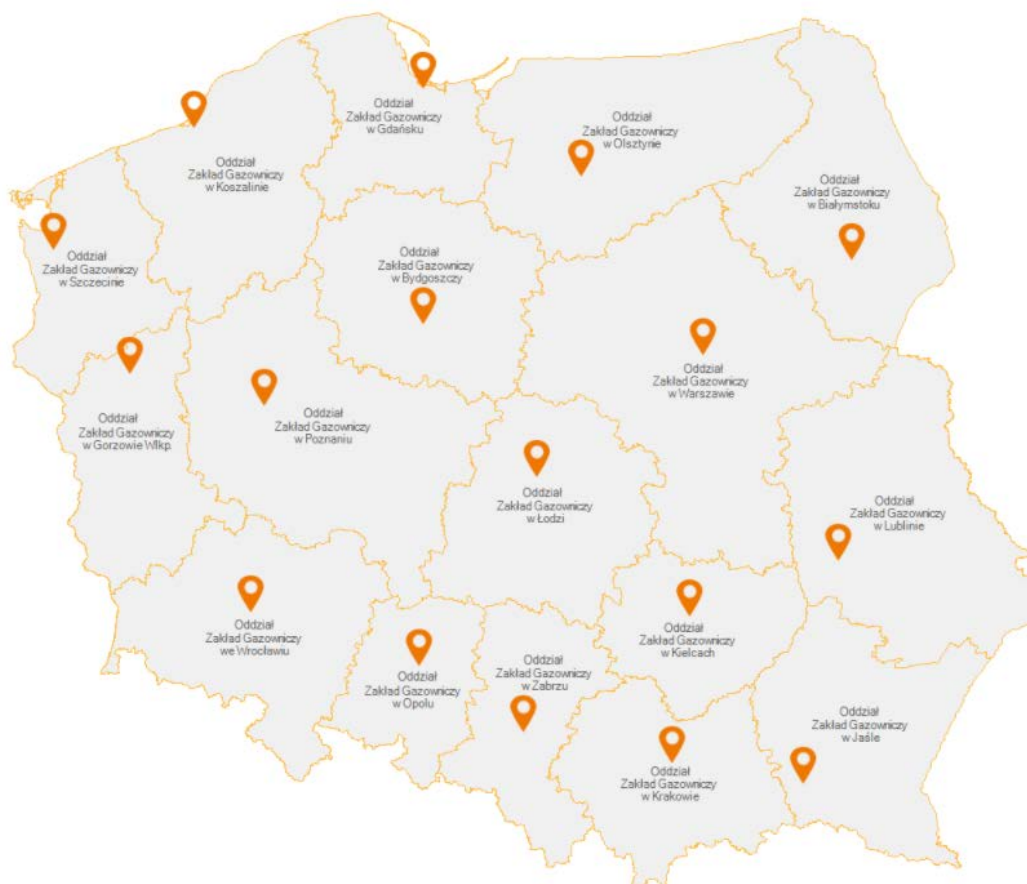 Oddział
Zakład Gazowniczy
w Gdańsku
Oddział
Zakład Gazowniczy
w Olsztynie
Oddział
Zakład Gazowniczy
w Koszalinie
Oddział
Zakład Gazowniczy
w Białymstoku
Oddział
Zakład Gazowniczy
w Szczecinie
Oddział
Zakład Gazowniczy
w Bydgoszczy
Oddział
Zakład Gazowniczy
w Warszawie
Oddział
Zakład Gazowniczy
w Gorzowie Wlkp.
Oddział
Zakład Gazowniczy
w Poznaniu
Oddział
Zakład Gazowniczy
w Łodzi
Oddział
Zakład Gazowniczy
w Lublinie
Oddział
Zakład Gazowniczy
we Wrocławiu
Oddział
Zakład Gazowniczy
w Kielcach
Oddział
Zakład Gazowniczy
w Opolu
Oddział
Zakład Gazowniczy
w Zabrzu
Oddział
Zakład Gazowniczy
w Jaśle
Oddział
Zakład Gazowniczy
w Krakowie